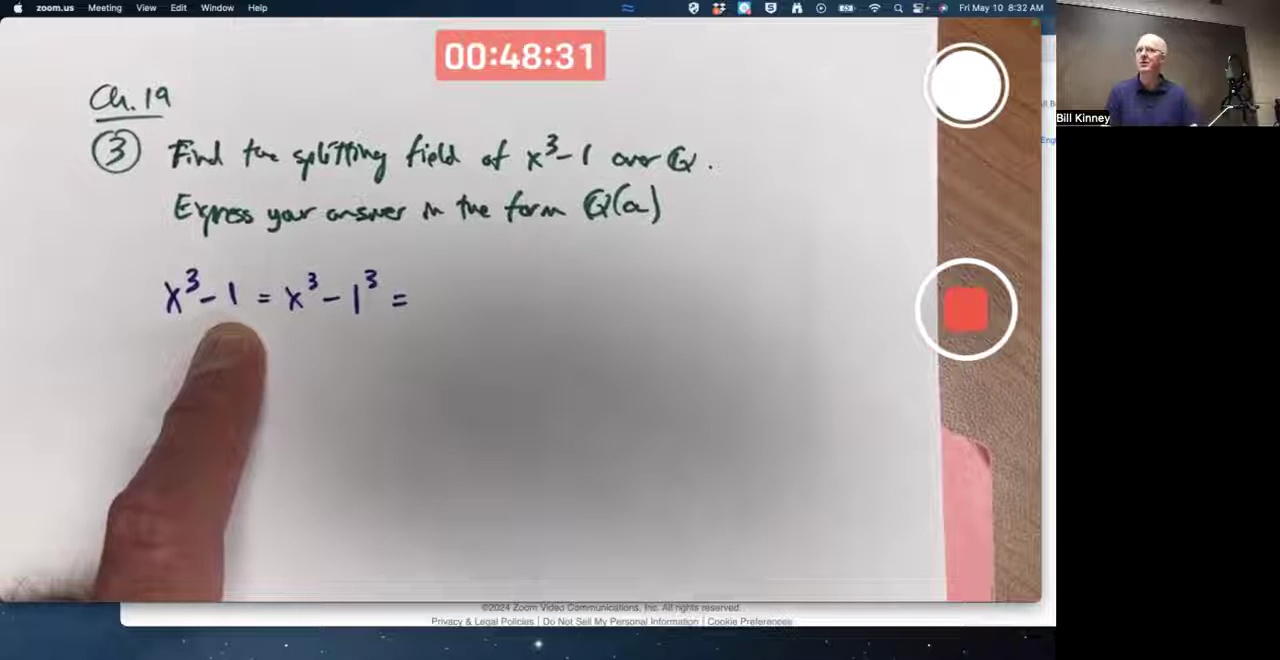 zoom.us Meeting View Edit Window Help Fri May 10 8:32 AM
00:48:31
Bill Kinney
Ch. 19
③ Find the splitting field of x³-1 over ℚ.
Express your answer in the form ℚ(a)
x³-1 = x³-1³ =
©2024 Zoom Video Communications, Inc. All rights reserved.
Privacy & Legal Policies | Do Not Sell My Personal Information | Cookie Preferences